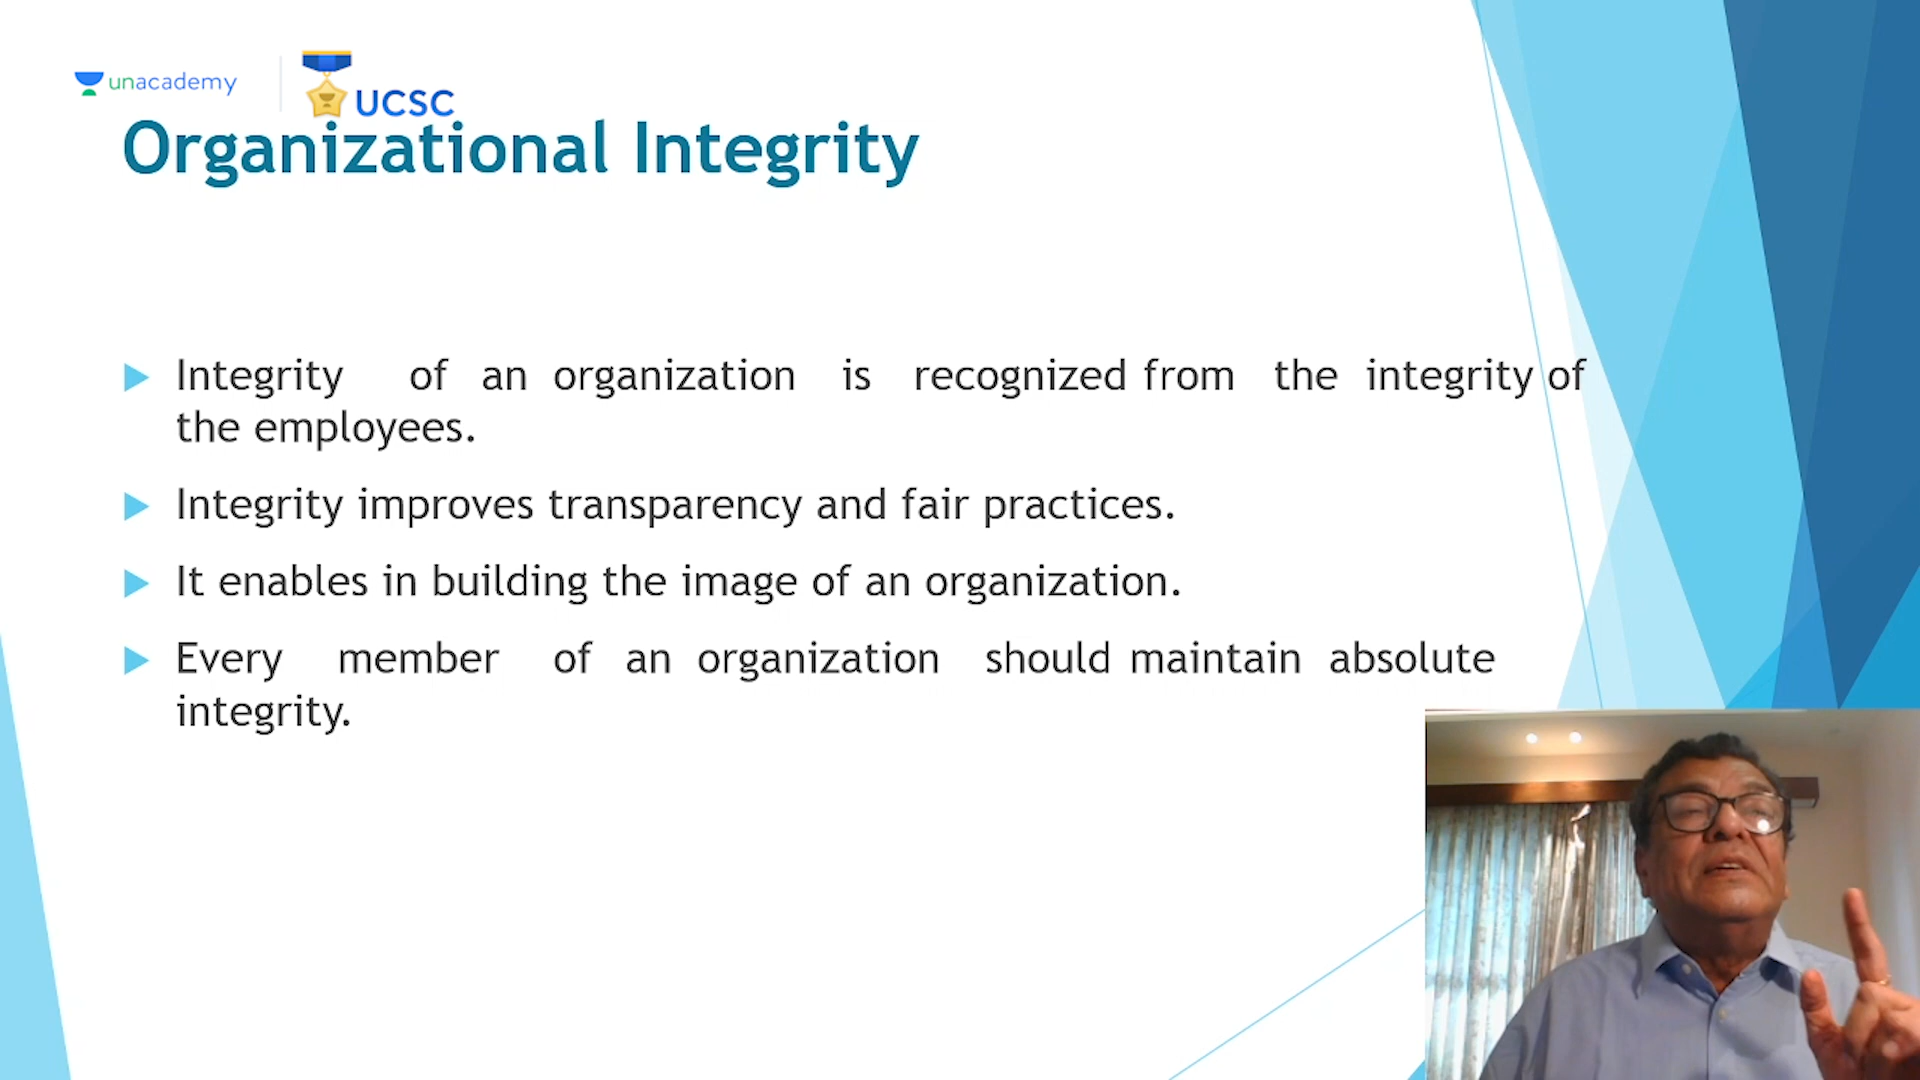 unacademy
UCSC
Organizational Integrity
Integrity of an organization is recognized from the integrity of
the employees.
Integrity improves transparency and fair practices.
It enables in building the image of an organization.
Every member of an organization should maintain absolute
integrity.